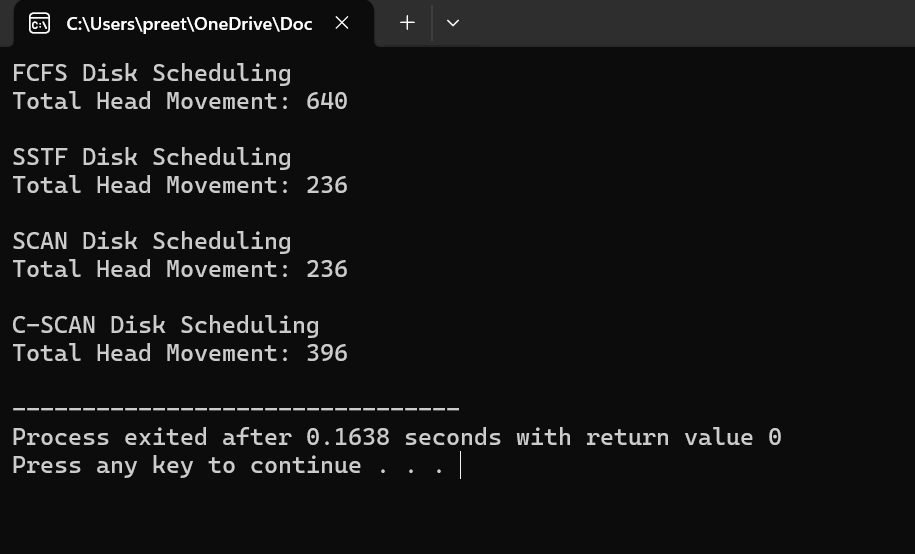 C:\Users\preet\OneDrive\Doc
FCFS Disk Scheduling
Total Head Movement: 640
SSTF Disk Scheduling
Total Head Movement: 236
SCAN Disk Scheduling
Total Head Movement: 236
C-SCAN Disk Scheduling
Total Head Movement: 396
--------------------------------
Process exited after 0.1638 seconds with return value 0
Press any key to continue . . .